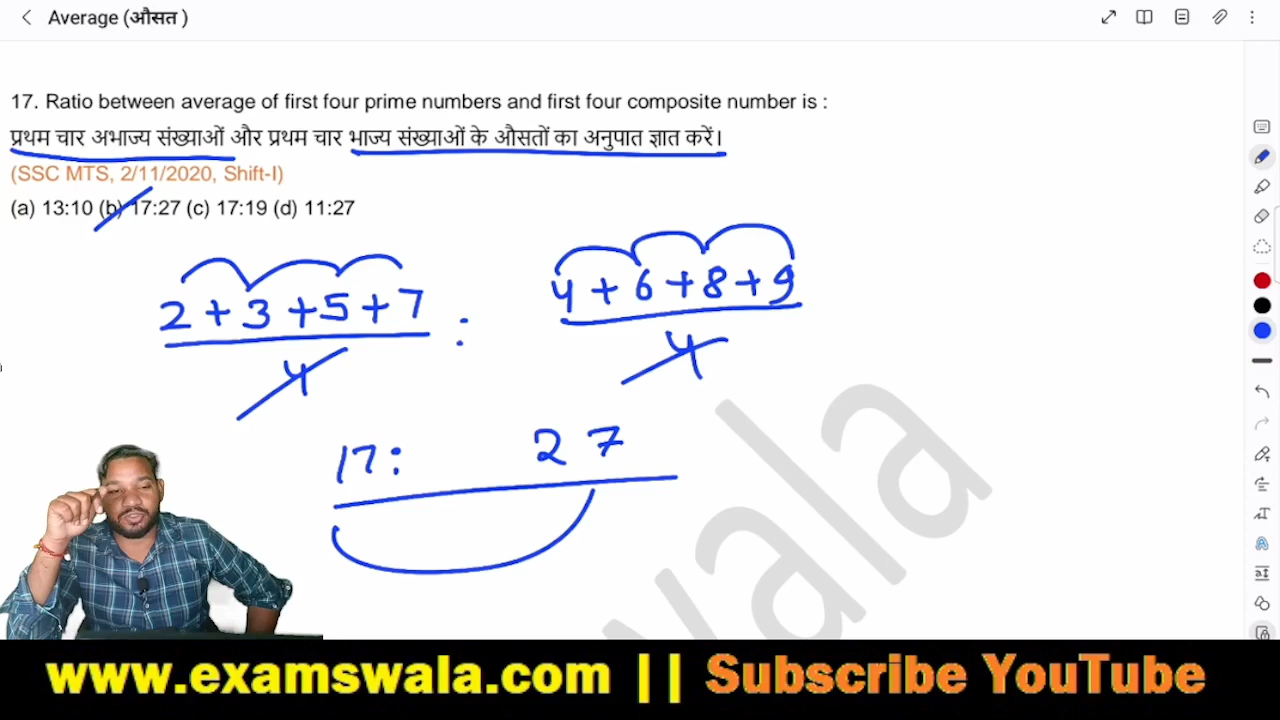 Average (औसत )
17. Ratio between average of first four prime numbers and first four composite number is :
प्रथम चार अभाज्य संख्याओं और प्रथम चार भाज्य संख्याओं के औसतों का अनुपात ज्ञात करें।
(SSC MTS, 2/11/2020, Shift-I)
(a) 13:10 (b) 17:27 (c) 17:19 (d) 11:27
2+3+5+7 : 4+6+8+9
4 4
17: 27
wala
www.examswala.com || Subscribe YouTube